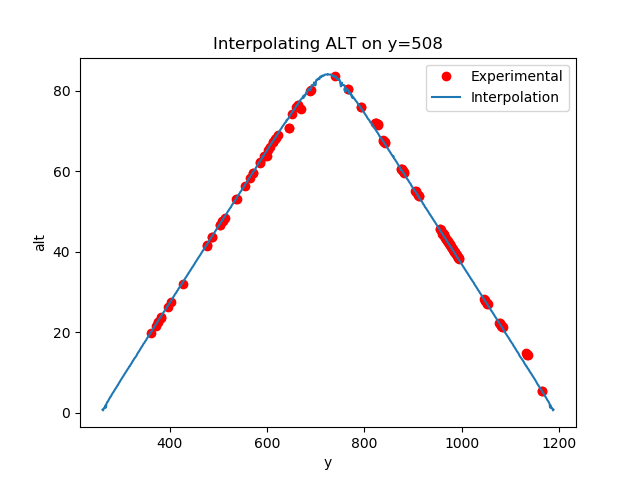 Interpolating ALT on y=508
Experimental
Interpolation
alt
80
60
40
20
0
400 600 800 1000 1200
y